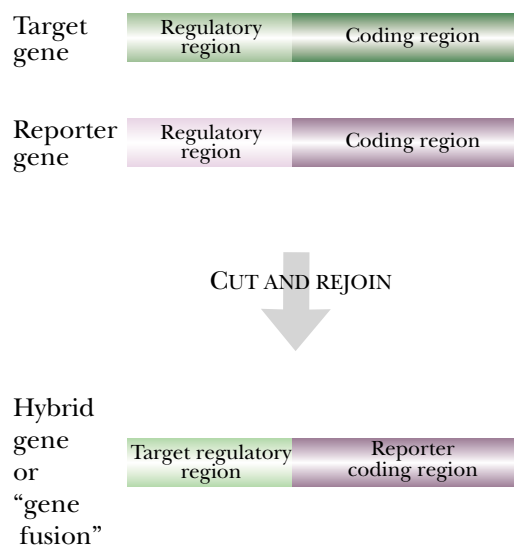 Target
gene
Regulatory
region
Coding region
Reporter
gene
Regulatory
region
Coding region
CUT AND REJOIN
Hybrid
gene
or
“gene
fusion”
Target regulatory
region
Reporter
coding region